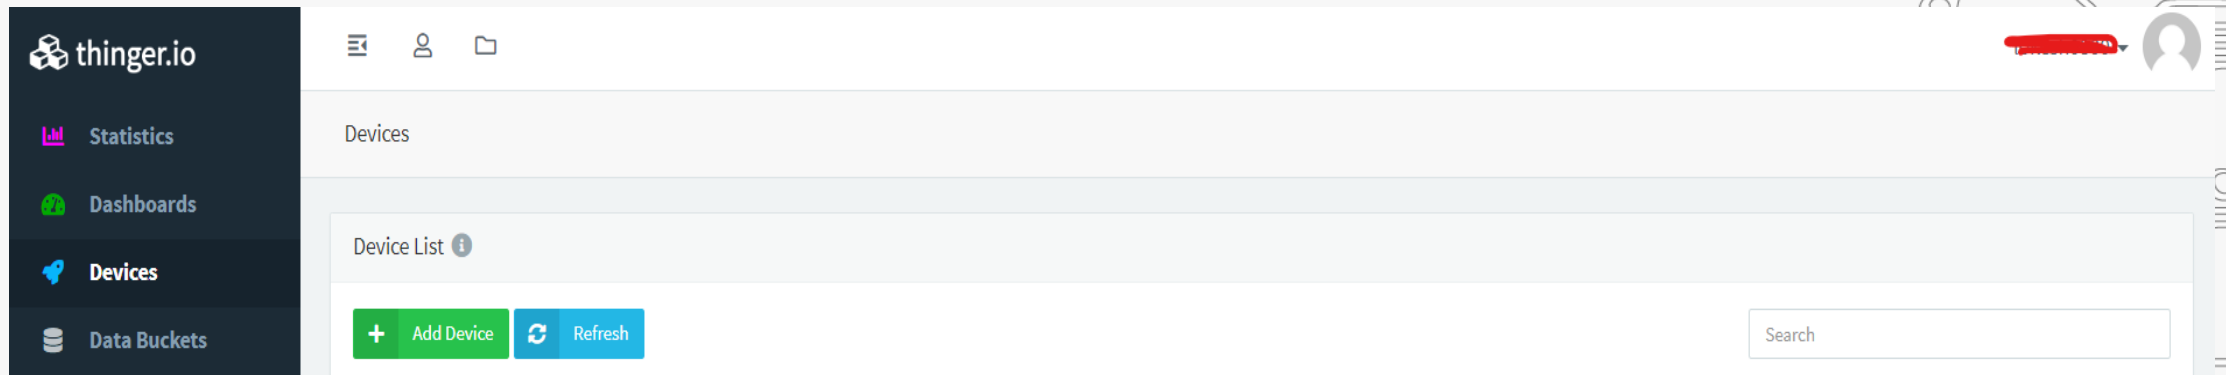 thinger.io
Statistics
Dashboards
Devices
Data Buckets
Devices
Device List
Add Device
Refresh
Search